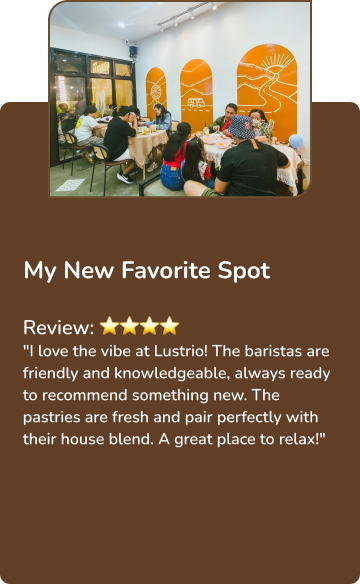 My New Favorite Spot
Review: ⭐⭐⭐⭐
"I love the vibe at Lustrio! The baristas are
friendly and knowledgeable, always ready
to recommend something new. The
pastries are fresh and pair perfectly with
their house blend. A great place to relax!"